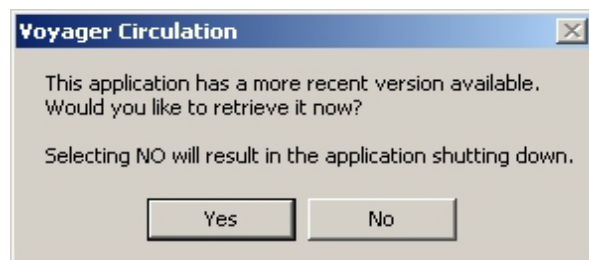 Voyager Circulation
This application has a more recent version available.
Would you like to retrieve it now?
Selecting NO will result in the application shutting down.
Yes No